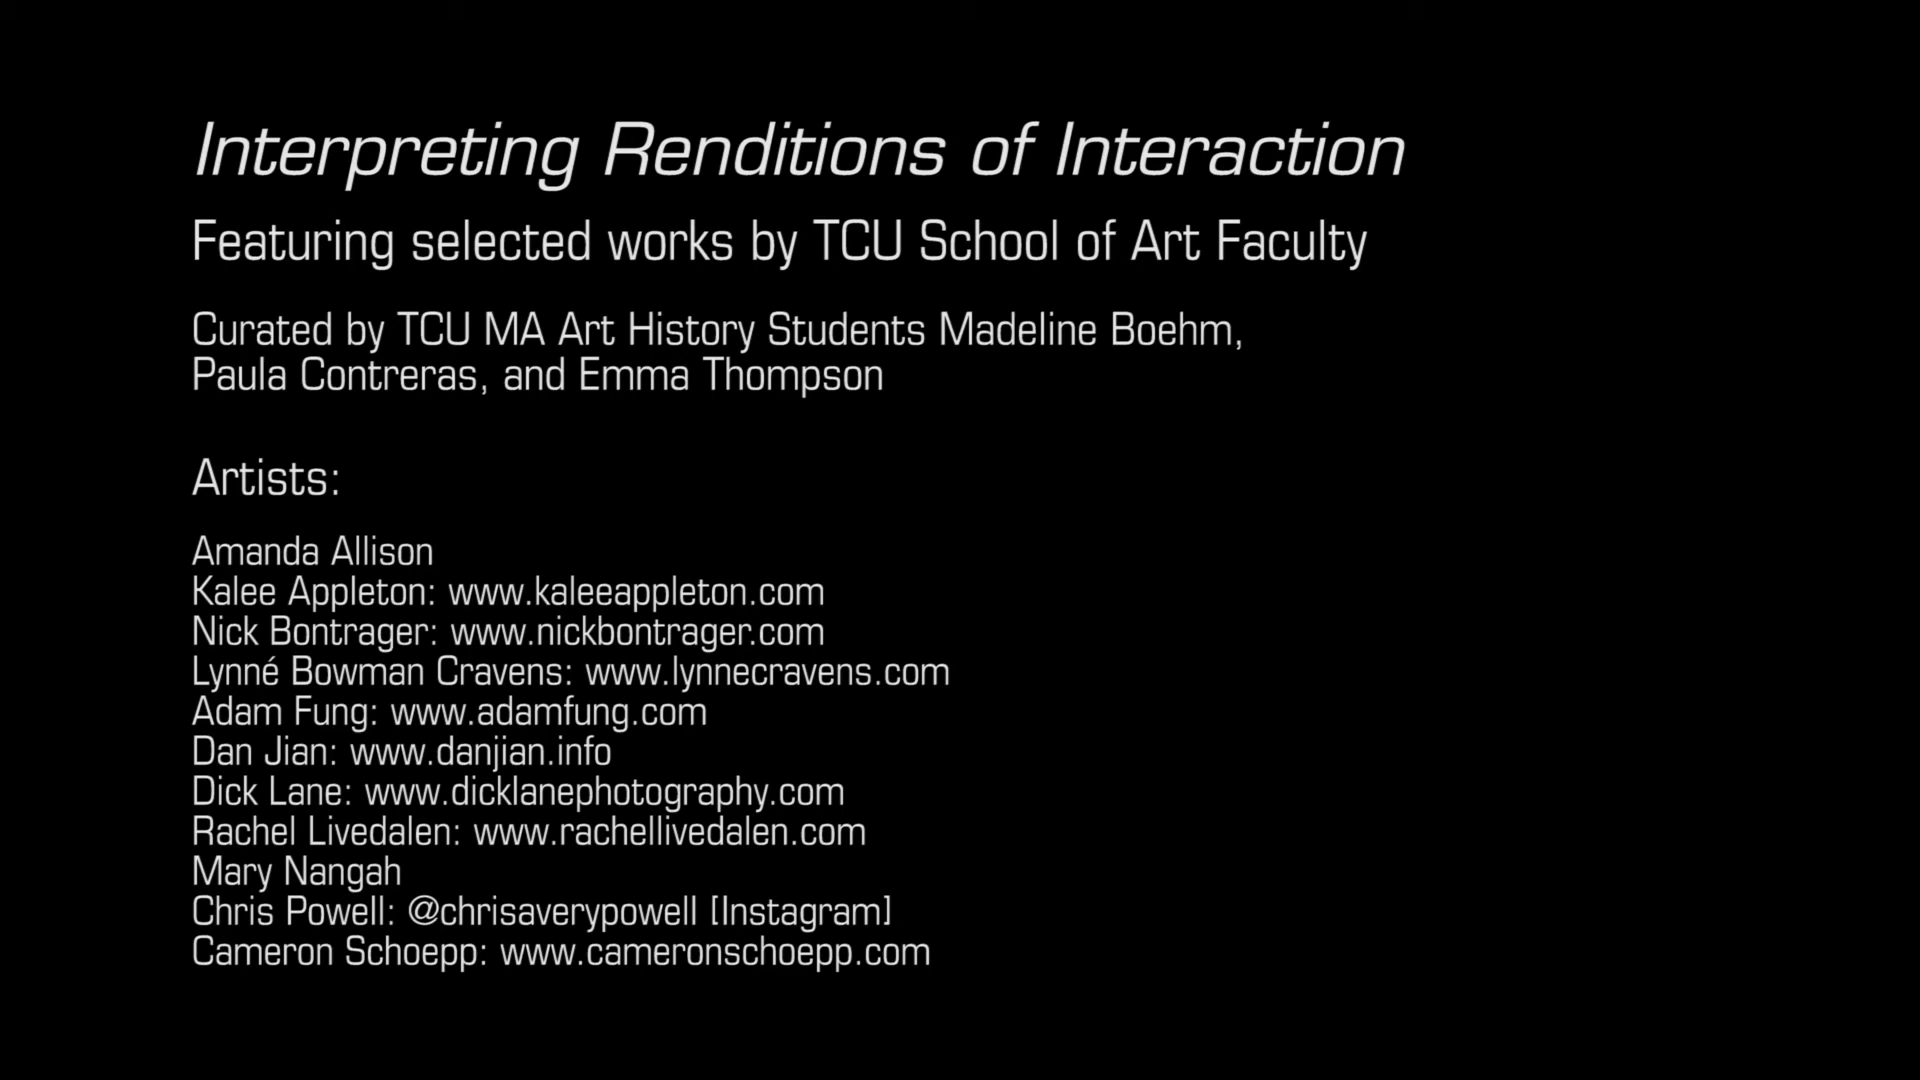 Interpreting Renditions of Interaction
Featuring selected works by TCU School of Art Faculty
Curated by TCU MA Art History Students Madeline Boehm,
Paula Contreras, and Emma Thompson
Artists:
Amanda Allison
Kalee Appleton: www.kaleeappleton.com
Nick Bontrager: www.nickbontrager.com
Lynné Bowman Cravens: www.lynnecravens.com
Adam Fung: www.adamfung.com
Dan Jian: www.danjian.info
Dick Lane: www.dicklanephotography.com
Rachel Livedalen: www.rachellivedalen.com
Mary Nangah
Chris Powell: @chrisaverypowell [Instagram]
Cameron Schoepp: www.cameronschoepp.com